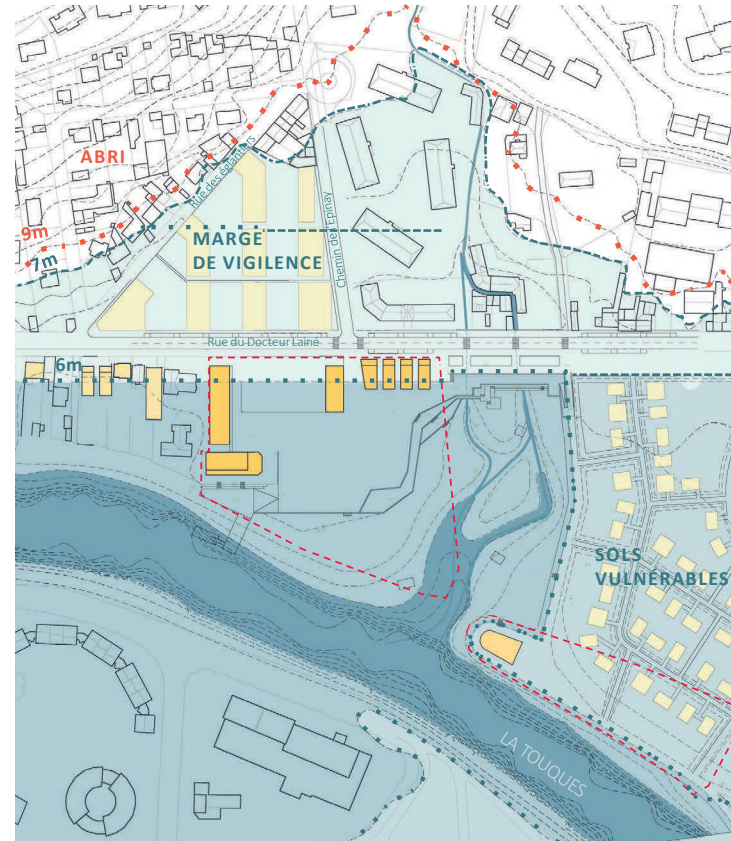 ABRI
Rue des églantiers
9m
7m
MARGE
DE VIGILENCE
Chemin de l'Epinay
Rue du Docteur Lainé
6m
SOLS
VULNÉRABLES
LA TOUQUES